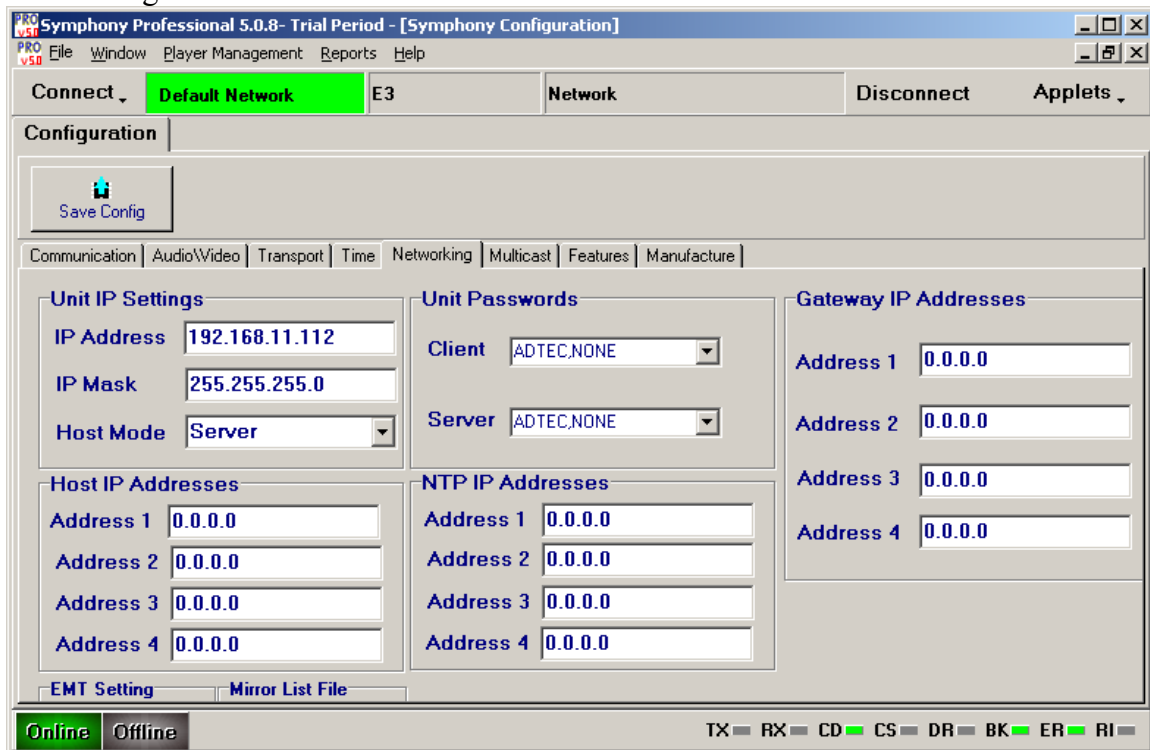 PRO v5.0 Symphony Professional 5.0.8- Trial Period - [Symphony Configuration]
PRO v5.0 File Window Player Management Reports Help
Connect Default Network E3 Network Disconnect Applets
Configuration
Save Config
Communication Audio\Video Transport Time Networking Multicast Features Manufacture
Unit IP Settings
IP Address 192.168.11.112
IP Mask 255.255.255.0
Host Mode Server
Unit Passwords
Client ADTEC,NONE
Server ADTEC,NONE
Gateway IP Addresses
Address 1 0.0.0.0
Address 2 0.0.0.0
Address 3 0.0.0.0
Address 4 0.0.0.0
Host IP Addresses
Address 1 0.0.0.0
Address 2 0.0.0.0
Address 3 0.0.0.0
Address 4 0.0.0.0
NTP IP Addresses
Address 1 0.0.0.0
Address 2 0.0.0.0
Address 3 0.0.0.0
Address 4 0.0.0.0
EMT Setting Mirror List File
Online Offline TX RX CD CS DR BK ER RI